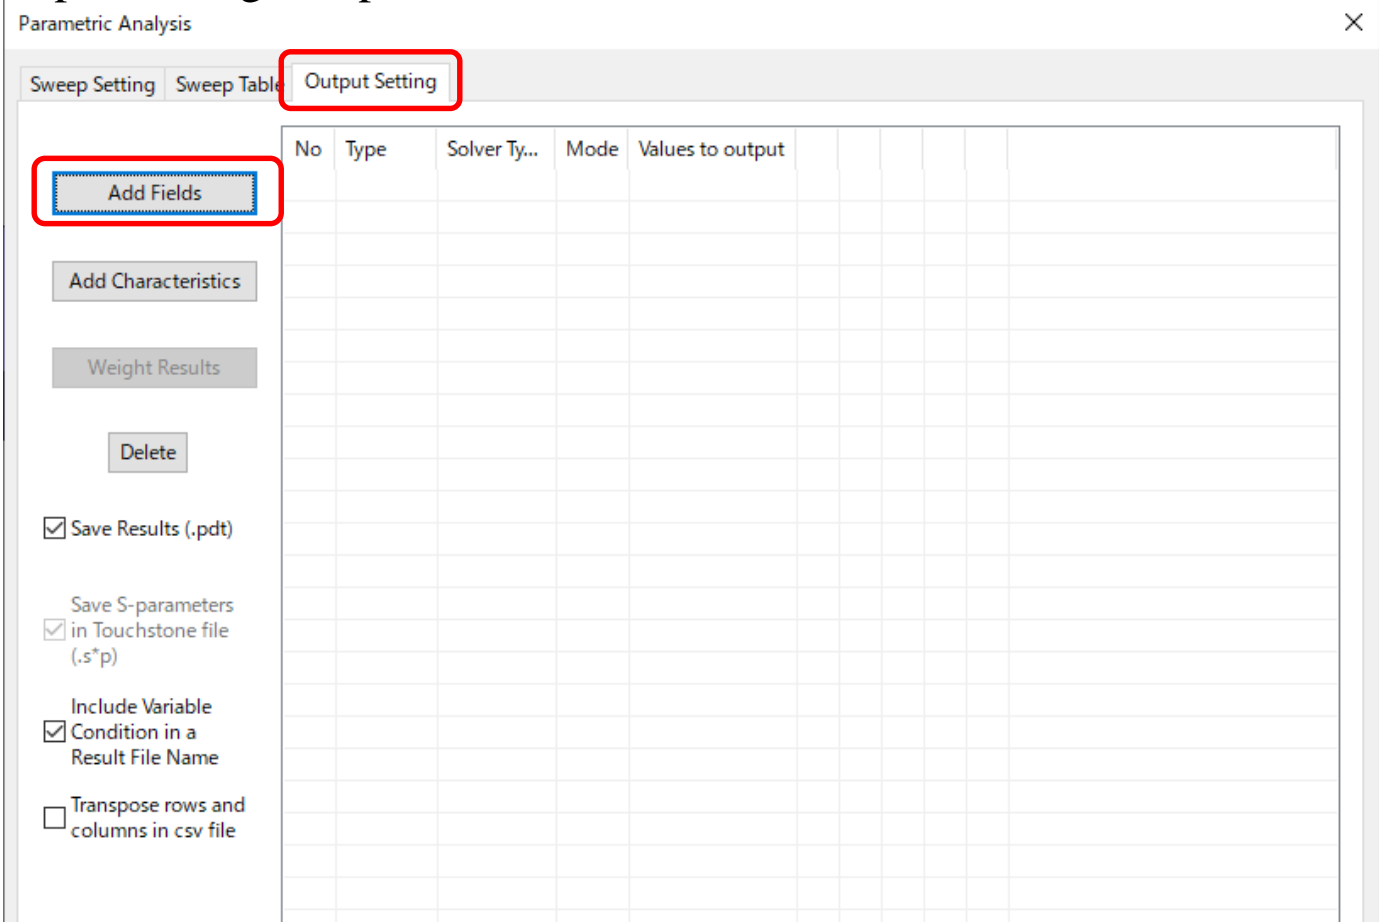 Parametric Analysis
Sweep Setting Sweep Table Output Setting
No Type Solver Ty... Mode Values to output
Add Fields
Add Characteristics
Weight Results
Delete
Save Results (.pdt)
Save S-parameters
in Touchstone file
(.s*p)
Include Variable
Condition in a
Result File Name
Transpose rows and
columns in csv file